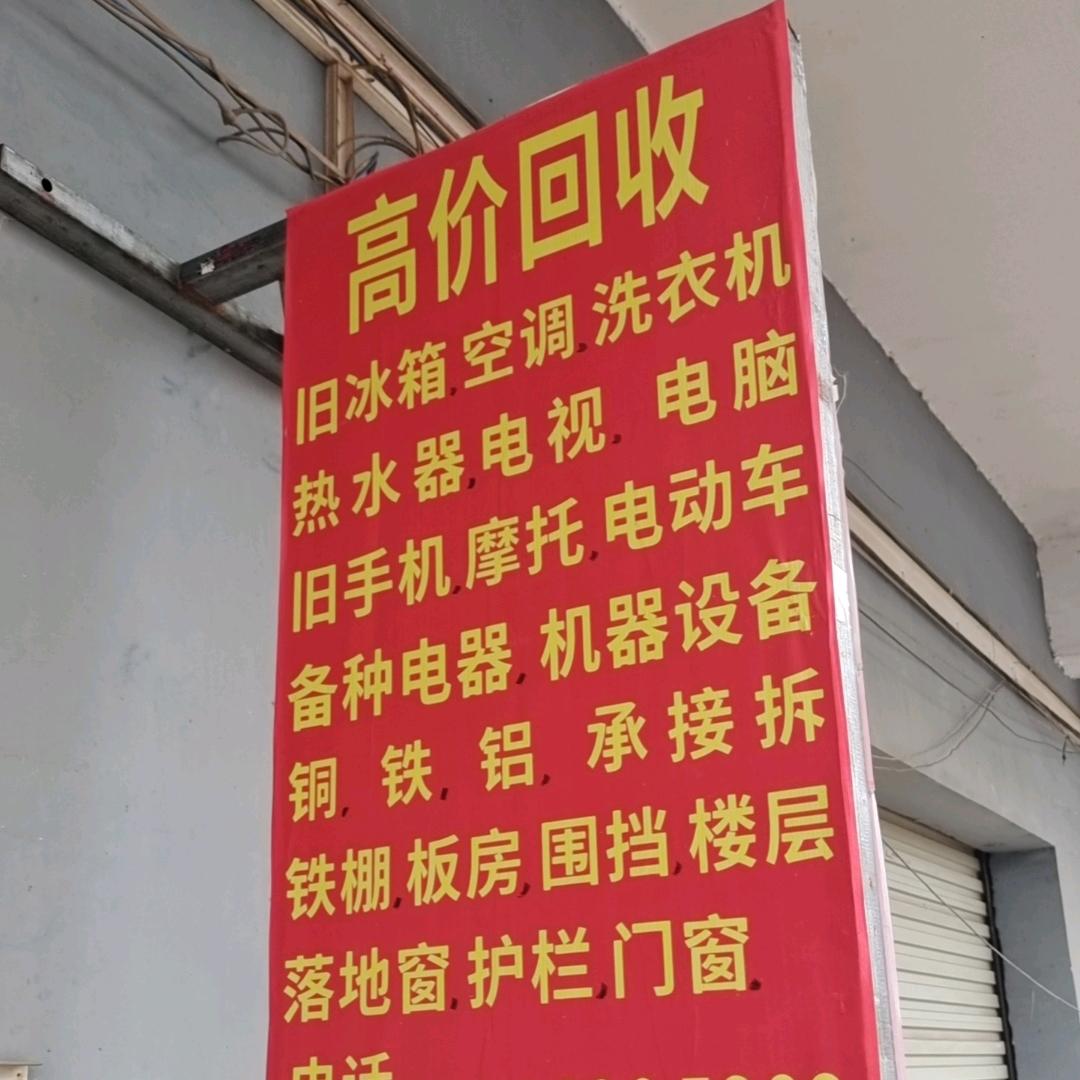 高价回收
旧冰箱,空调,洗衣机
热水器,电视,电脑
旧手机,摩托,电动车
备种电器,机器设备
铜,铁,铝,承接拆
铁棚,板房,围挡,楼层
落地窗,护栏,门窗,
电话